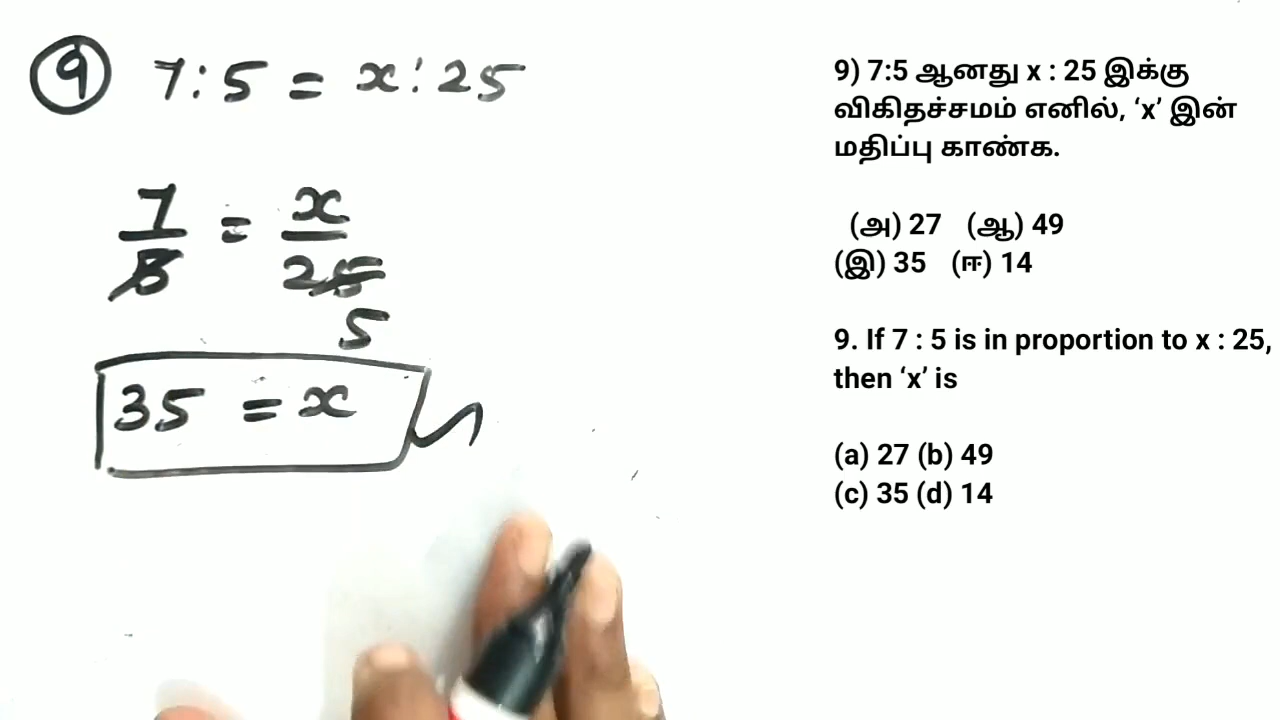 9 7:5 = x:25
7/5 = x/25
5
35 = x
9) 7:5 ஆனது x : 25 இக்கு
விகிதச்சமம் எனில், ‘x’ இன்
மதிப்பு காண்க.
(அ) 27 (ஆ) 49
(இ) 35 (ஈ) 14
9. If 7 : 5 is in proportion to x : 25,
then ‘x’ is
(a) 27 (b) 49
(c) 35 (d) 14